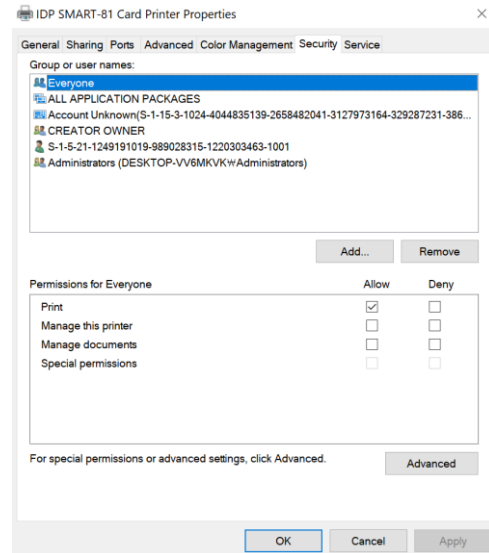 IDP SMART-81 Card Printer Properties
General Sharing Ports Advanced Color Management Security Service
Group or user names:
Everyone
ALL APPLICATION PACKAGES
Account Unknown(S-1-15-3-1024-4044835139-2658482041-3127973164-329287231-386...
CREATOR OWNER
S-1-5-21-1249191019-989028315-1220303463-1001
Administrators (DESKTOP-VV6MKVK₩Administrators)
Add... Remove
Permissions for Everyone Allow Deny
Print
Manage this printer
Manage documents
Special permissions
For special permissions or advanced settings, click Advanced.
Advanced
OK Cancel Apply